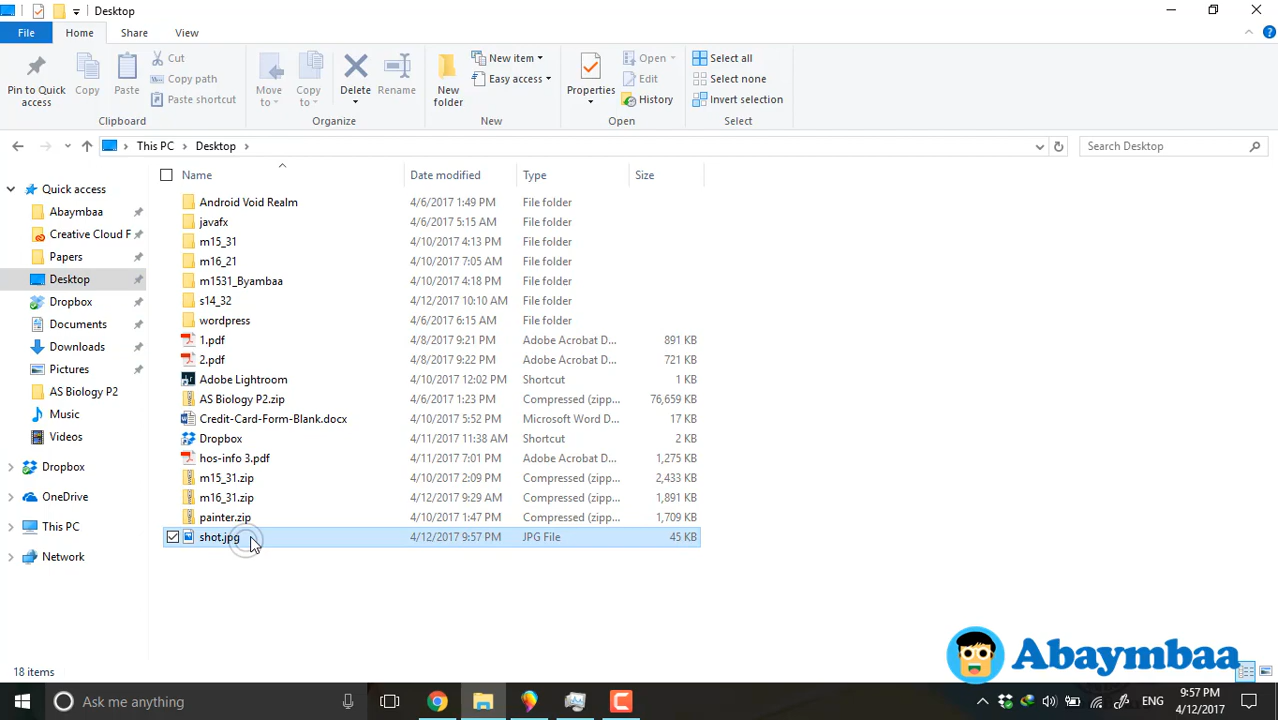 Desktop
File Home Share View
Pin to Quick access
Copy
Paste
Cut
Copy path
Paste shortcut
Clipboard
Move to
Copy to
Delete
Rename
Organize
New folder
New item
Easy access
New
Properties
Open
Edit
History
Open
Select all
Select none
Invert selection
Select
This PC Desktop
Search Desktop
Name Date modified Type Size
Quick access
Abaymbaa
Creative Cloud F
Papers
Desktop
Dropbox
Documents
Downloads
Pictures
AS Biology P2
Music
Videos
Dropbox
OneDrive
This PC
Network
Android Void Realm 4/6/2017 1:49 PM File folder
javafx 4/6/2017 5:15 AM File folder
m15_31 4/10/2017 4:13 PM File folder
m16_21 4/10/2017 7:05 AM File folder
m1531_Byambaa 4/10/2017 4:18 PM File folder
s14_32 4/12/2017 10:10 AM File folder
wordpress 4/6/2017 6:15 AM File folder
1.pdf 4/8/2017 9:21 PM Adobe Acrobat D... 891 KB
2.pdf 4/8/2017 9:22 PM Adobe Acrobat D... 721 KB
Adobe Lightroom 4/10/2017 12:02 PM Shortcut 1 KB
AS Biology P2.zip 4/6/2017 1:23 PM Compressed (zipp... 76,659 KB
Credit-Card-Form-Blank.docx 4/10/2017 5:52 PM Microsoft Word D... 17 KB
Dropbox 4/11/2017 11:38 AM Shortcut 2 KB
hos-info 3.pdf 4/11/2017 7:01 PM Adobe Acrobat D... 1,275 KB
m15_31.zip 4/10/2017 2:09 PM Compressed (zipp... 2,433 KB
m16_31.zip 4/12/2017 9:29 AM Compressed (zipp... 1,891 KB
painter.zip 4/10/2017 1:47 PM Compressed (zipp... 1,709 KB
shot.jpg 4/12/2017 9:57 PM JPG File 45 KB
Abaymbaa
18 items
Ask me anything
ENG
9:57 PM
4/12/2017